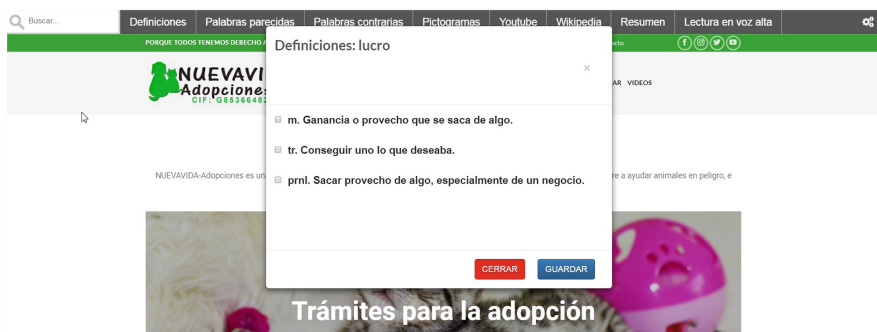 Buscar...
Definiciones Palabras parecidas Palabras contrarias Pictogramas Youtube Wikipedia Resumen Lectura en voz alta
PORQUE TODOS TENEMOS DERECHO A
Definiciones: lucro
×
NUEVAVI
Adopciones
CIF: G85366482
AR VIDEOS
m. Ganancia o provecho que se saca de algo.
tr. Conseguir uno lo que deseaba.
prnl. Sacar provecho de algo, especialmente de un negocio.
NUEVAVIDA-Adopciones es un
re a ayudar animales en peligro, e
CERRAR GUARDAR
Trámites para la adopción